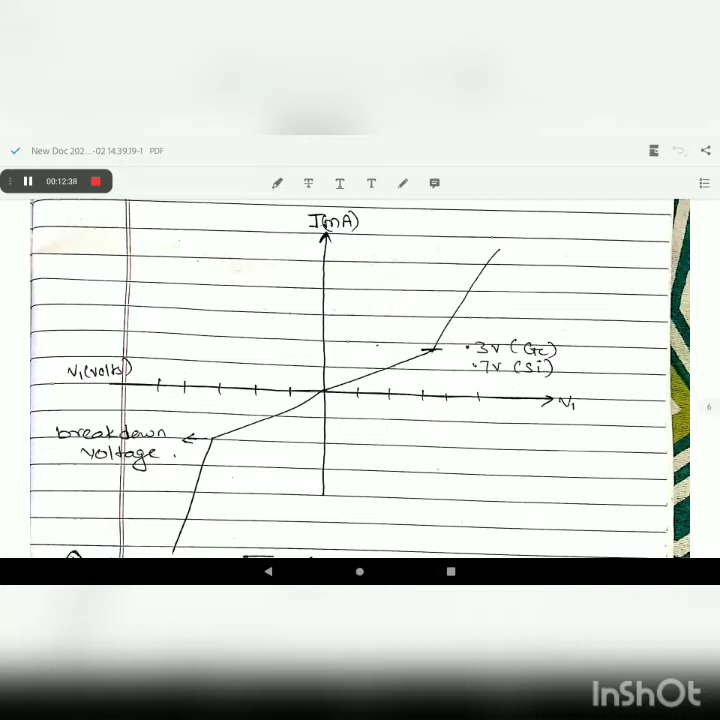 New Doc 202...-02 14.39.19-1 PDF
00:12:38
I(mA)
.3v (Ge)
.7v (Si)
V1(volts)
V1
6
breakdown
voltage.
InShOt